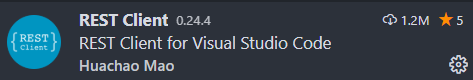 {REST}
Client
REST Client 0.24.4 1.2M 5
REST Client for Visual Studio Code
Huachao Mao